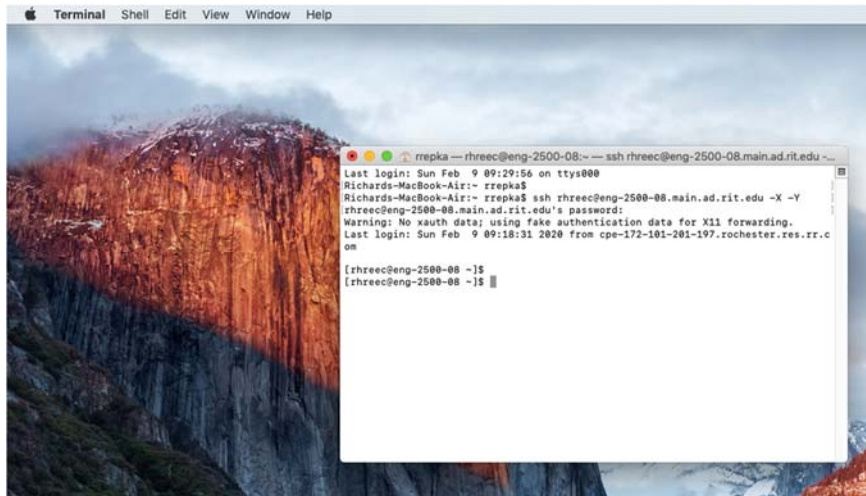 Terminal Shell Edit View Window Help
rrepka — rhreec@eng-2500-08:~ — ssh rhreec@eng-2500-08.main.ad.rit.edu -...
Last login: Sun Feb  9 09:29:56 on ttys000
Richards-MacBook-Air:~ rrepka$
Richards-MacBook-Air:~ rrepka$ ssh rhreec@eng-2500-08.main.ad.rit.edu -X -Y
rhreec@eng-2500-08.main.ad.rit.edu's password:
Warning: No xauth data; using fake authentication data for X11 forwarding.
Last login: Sun Feb  9 09:18:31 2020 from cpe-172-101-201-197.rochester.res.rr.c
om
[rhreec@eng-2500-08 ~]$
[rhreec@eng-2500-08 ~]$